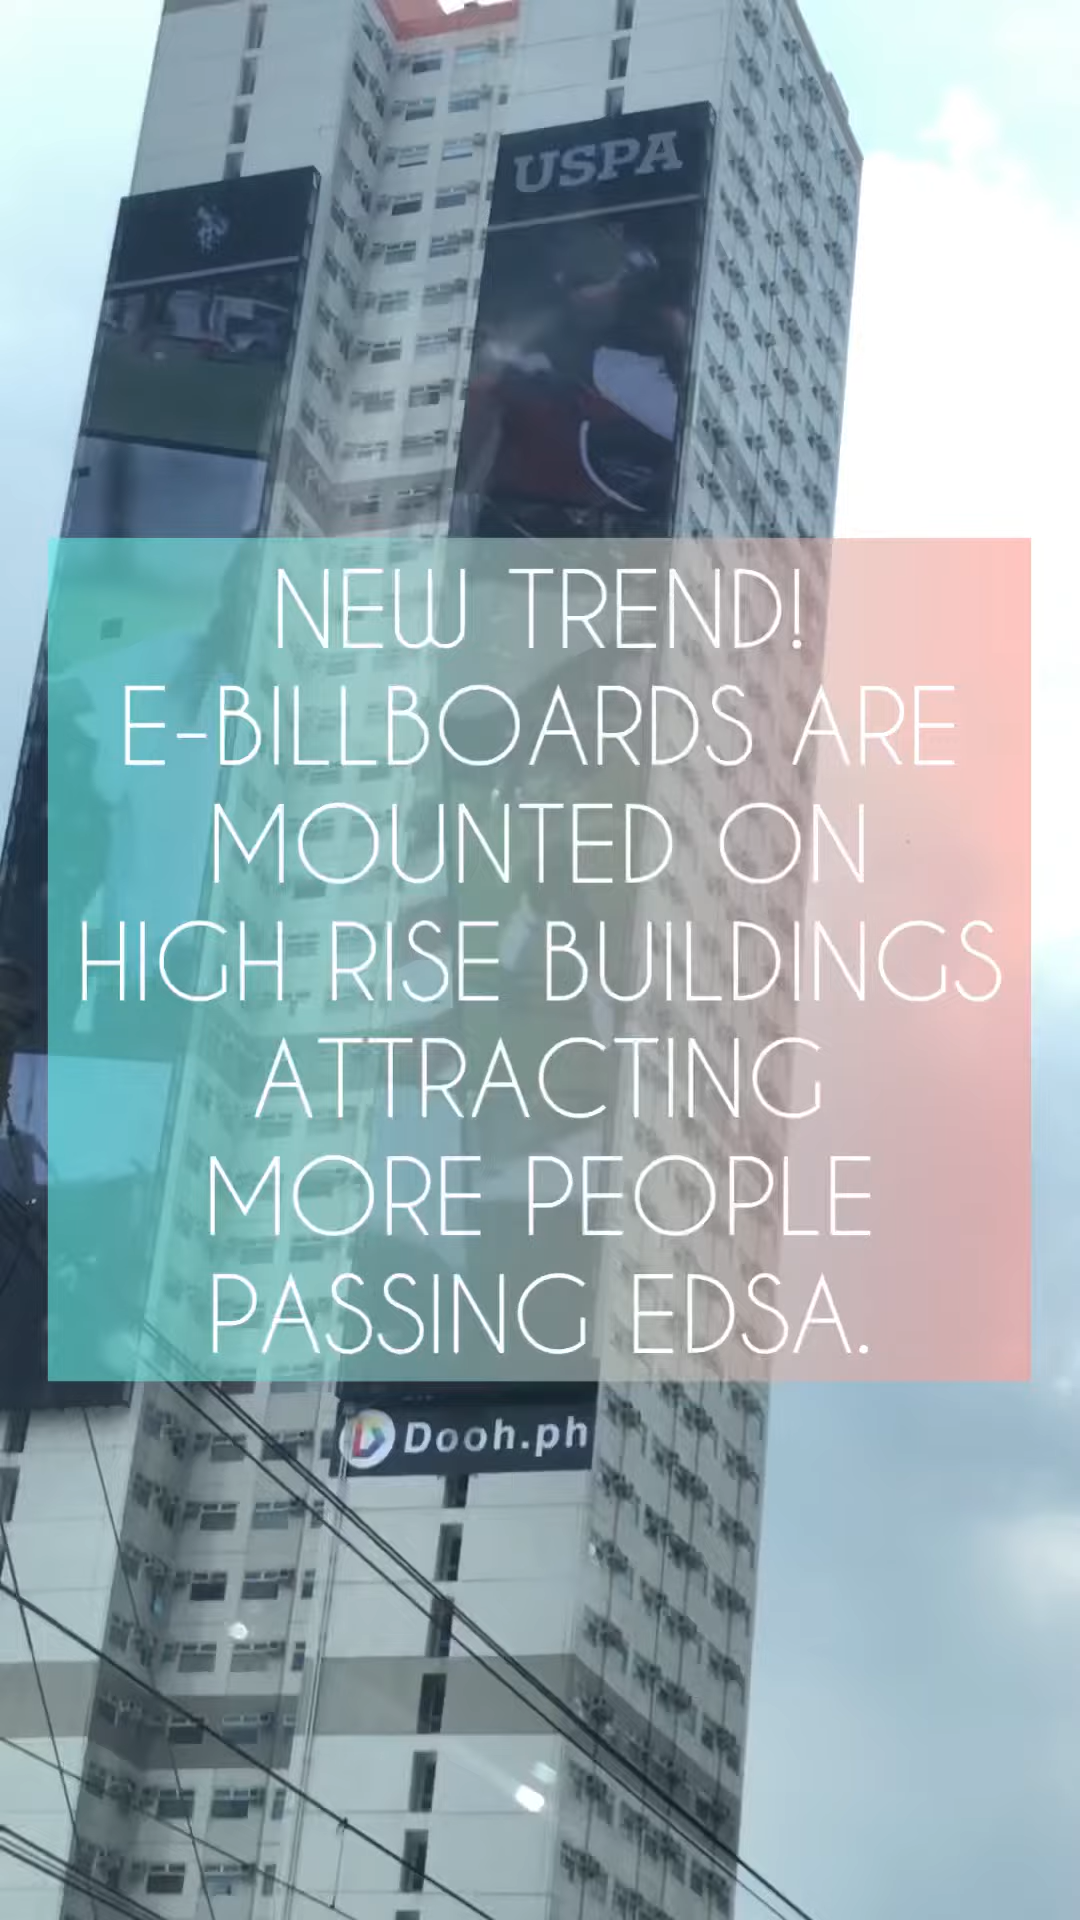 USPA
NEW TREND!
E-BILLBOARDS ARE
MOUNTED ON
HIGH RISE BUILDINGS
ATTRACTING
MORE PEOPLE
PASSING EDSA.
Dooh.ph